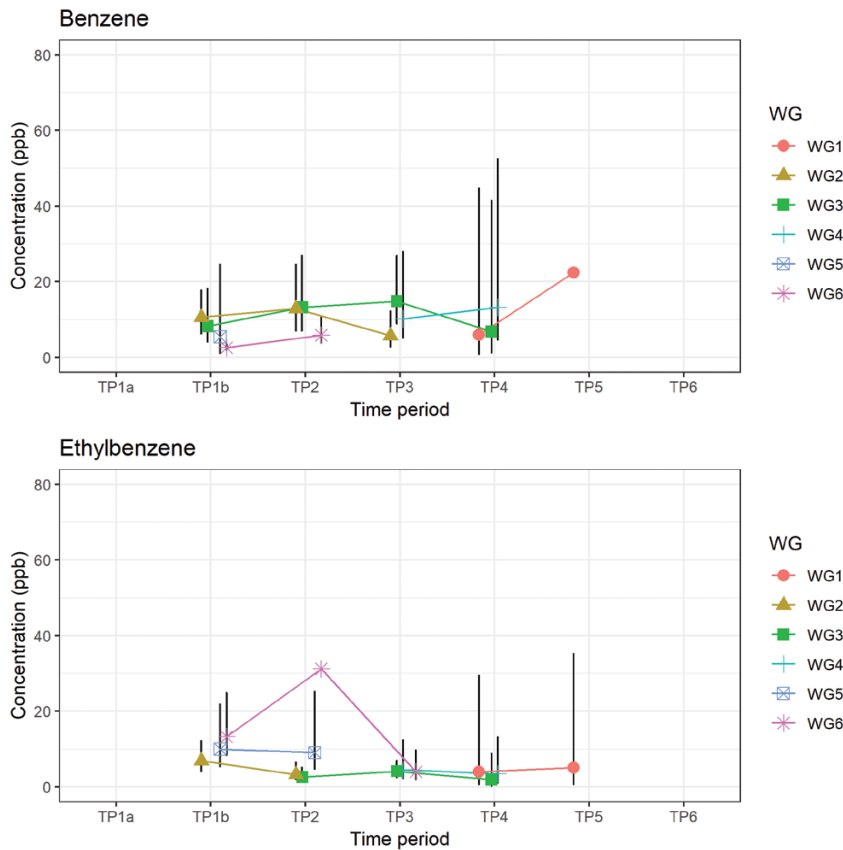 Benzene
80
60
40
20
0
Concentration (ppb)
TP1a TP1b TP2 TP3 TP4 TP5 TP6
Time period
WG
WG1
WG2
WG3
WG4
WG5
WG6
Ethylbenzene
80
60
40
20
0
Concentration (ppb)
TP1a TP1b TP2 TP3 TP4 TP5 TP6
Time period
WG
WG1
WG2
WG3
WG4
WG5
WG6